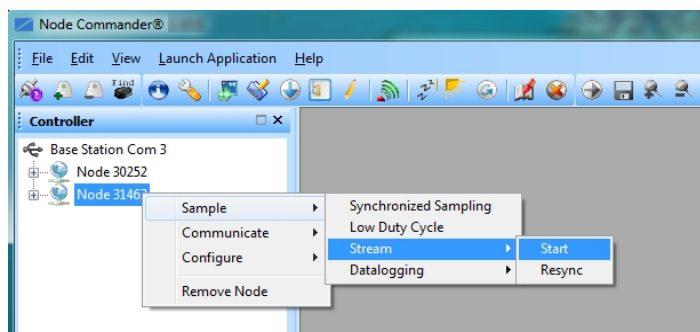 Node Commander®
File Edit View Launch Application Help
Find
Controller
Base Station Com 3
Node 30252
Node 31463
Sample
Communicate
Configure
Remove Node
Synchronized Sampling
Low Duty Cycle
Stream
Datalogging
Start
Resync